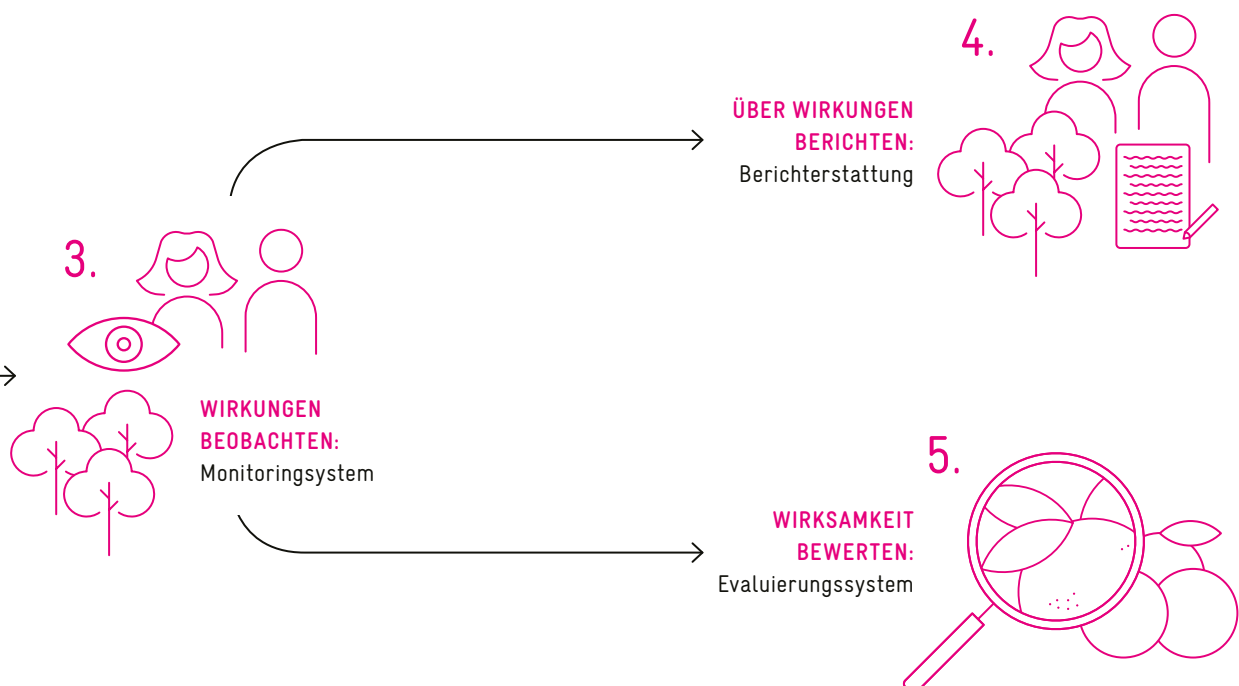 3.
WIRKUNGEN
BEOBACHTEN:
Monitoringsystem
4.
ÜBER WIRKUNGEN
BERICHTEN:
Berichterstattung
5.
WIRKSAMKEIT
BEWERTEN:
Evaluierungssystem